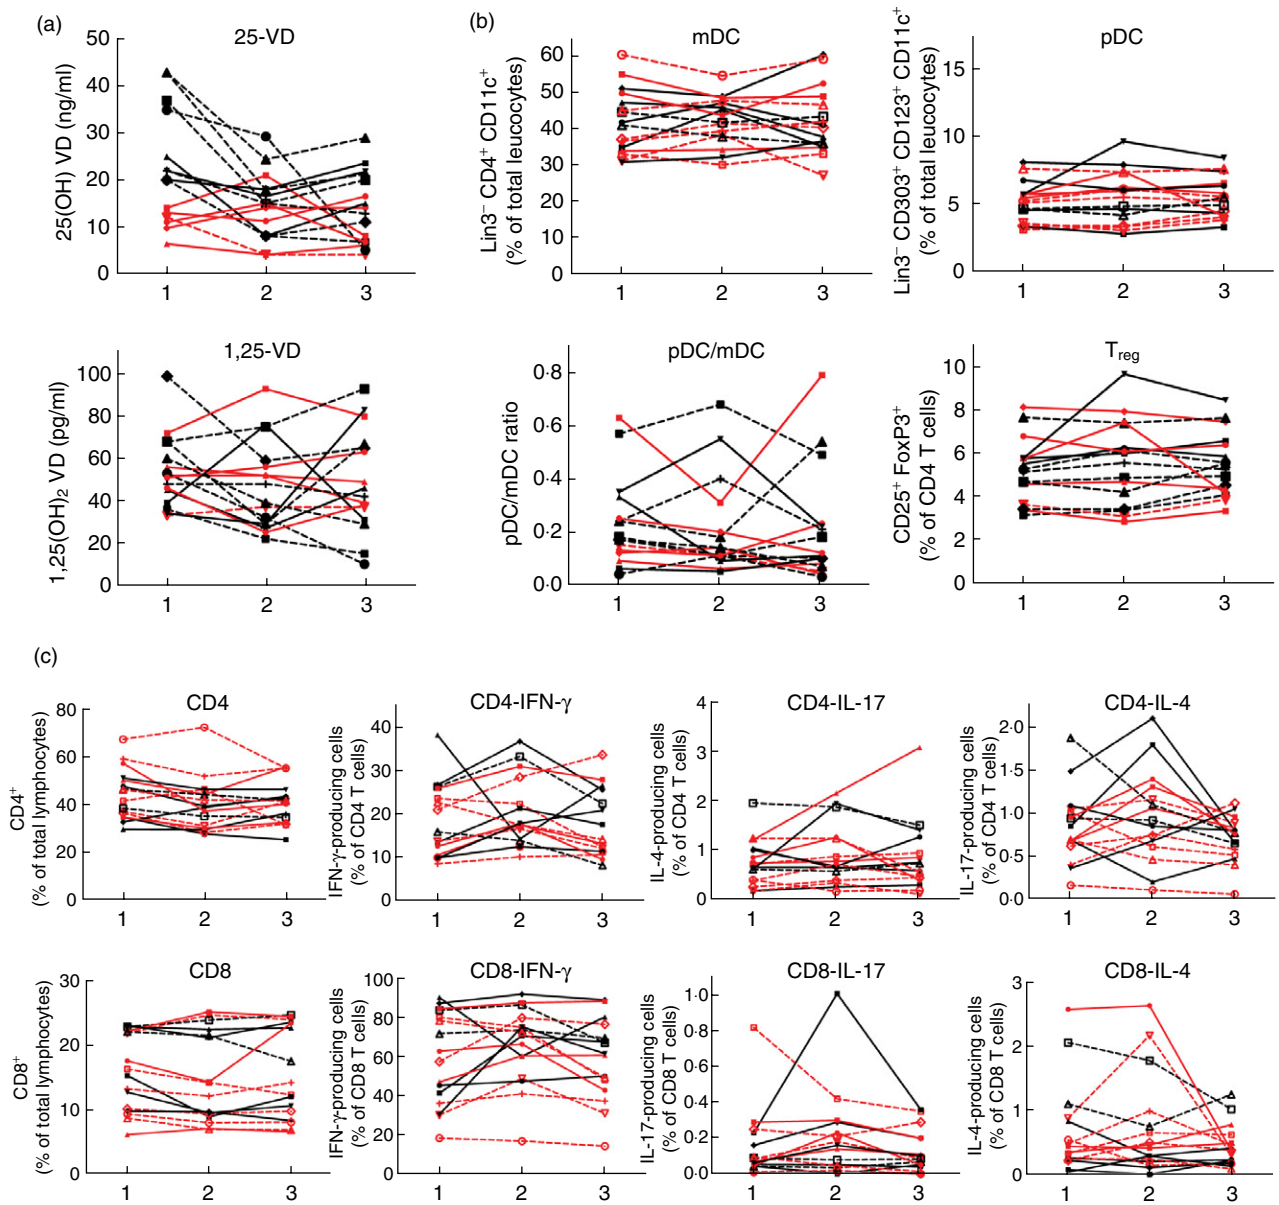 (a)
25-VD
25(OH) VD (ng/ml)
50
40
30
20
10
0
1 2 3
1,25-VD
1,25(OH)₂ VD (pg/ml)
100
80
60
40
20
0
1 2 3
(b)
mDC
Lin3⁻ CD4⁺ CD11c⁺
(% of total leucocytes)
60
50
40
30
20
10
0
1 2 3
pDC
Lin3⁻ CD303⁺ CD123⁺ CD11c⁺
(% of total leucocytes)
15
10
5
0
1 2 3
pDC/mDC
pDC/mDC ratio
0·8
0·6
0·4
0·2
0·0
1 2 3
Treg
CD25⁺ FoxP3⁺
(% of CD4 T cells)
10
8
6
4
2
0
1 2 3
(c)
CD4
CD4⁺
(% of total lymphocytes)
80
60
40
20
0
1 2 3
CD4-IFN-γ
IFN-γ-producing cells
(% of CD4 T cells)
40
30
20
10
0
1 2 3
CD4-IL-17
IL-4-producing cells
(% of CD4 T cells)
4
3
2
1
0
1 2 3
CD4-IL-4
IL-17-producing cells
(% of CD4 T cells)
2·0
1·5
1·0
0·5
0·0
1 2 3
CD8
CD8⁺
(% of total lymphocytes)
30
20
10
0
1 2 3
CD8-IFN-γ
IFN-γ-producing cells
(% of CD8 T cells)
100
80
60
40
20
0
1 2 3
CD8-IL-17
IL-17-producing cells
(% of CD8 T cells)
1·0
0·8
0·6
0·4
0·2
0·0
1 2 3
CD8-IL-4
IL-4-producing cells
(% of CD8 T cells)
3
2
1
0
1 2 3